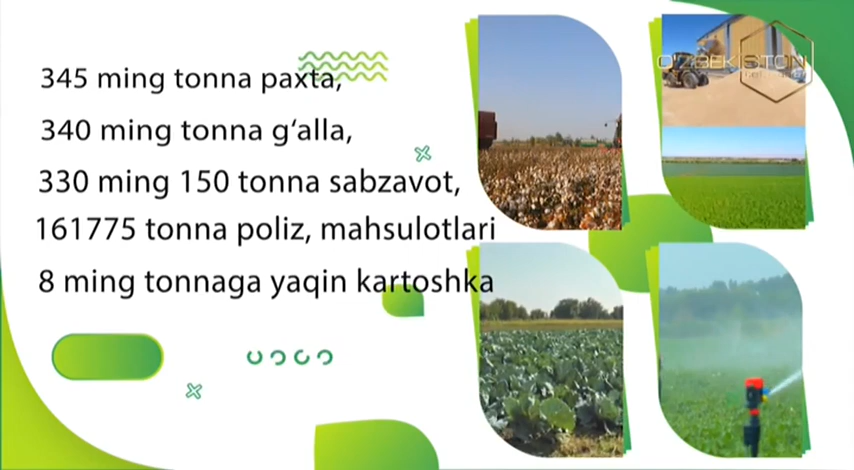 345 ming tonna paxta,
340 ming tonna g‘alla,
330 ming 150 tonna sabzavot,
161775 tonna poliz, mahsulotlari
8 ming tonnaga yaqin kartoshka
O‘ZBEKISTON